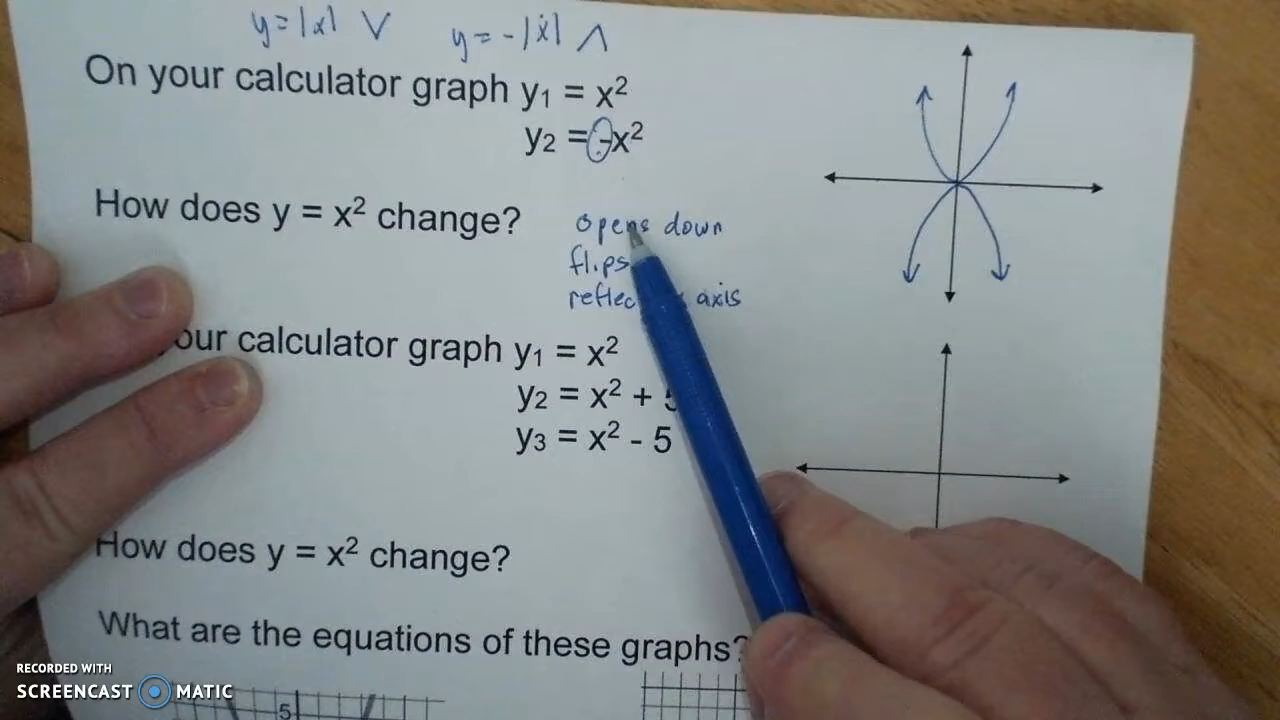 y = |x| y = -|x|
On your calculator graph y1 = x²
y2 = -x²
How does y = x² change?
opens down
flips
reflec axis
our calculator graph y1 = x²
y2 = x² +
y3 = x² - 5
How does y = x² change?
What are the equations of these graphs?
RECORDED WITH
SCREENCAST MATIC
5